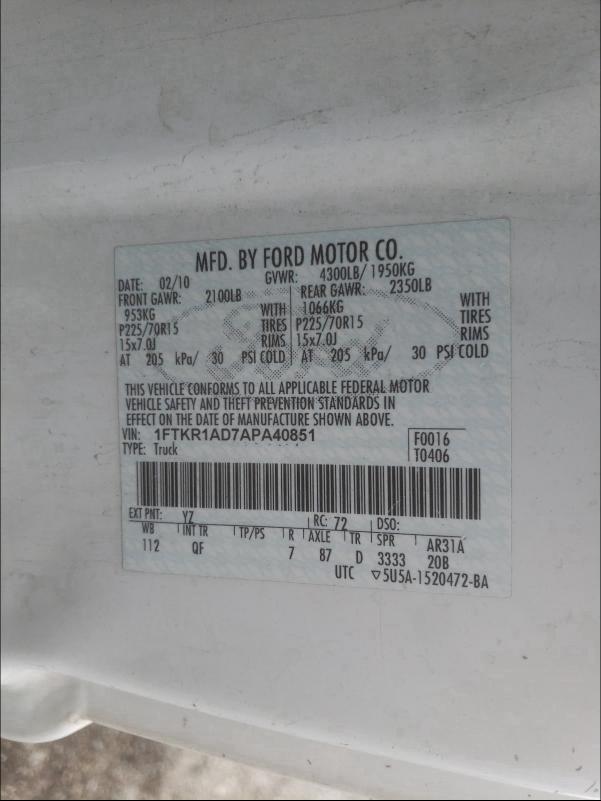 MFD. BY FORD MOTOR CO.
DATE: 02/10 GVWR: 4300LB/ 1950KG
FRONT GAWR: 2100LB REAR GAWR: 2350LB
953KG WITH 1066KG WITH
P225/70R15 TIRES P225/70R15 TIRES
15x7.0J RIMS 15x7.0J RIMS
AT 205 kPa/ 30 PSI COLD AT 205 kPa/ 30 PSI COLD
THIS VEHICLE CONFORMS TO ALL APPLICABLE FEDERAL MOTOR
VEHICLE SAFETY AND THEFT PREVENTION STANDARDS IN
EFFECT ON THE DATE OF MANUFACTURE SHOWN ABOVE.
VIN: 1FTKR1AD7APA40851 F0016
TYPE: Truck T0406
EXT PNT: YZ RC: 72 DSO:
WB INT TR TP/PS R AXLE TR SPR AR31A
112 QF 7 87 D 3333 20B
UTC ▽5U5A-1520472-BA